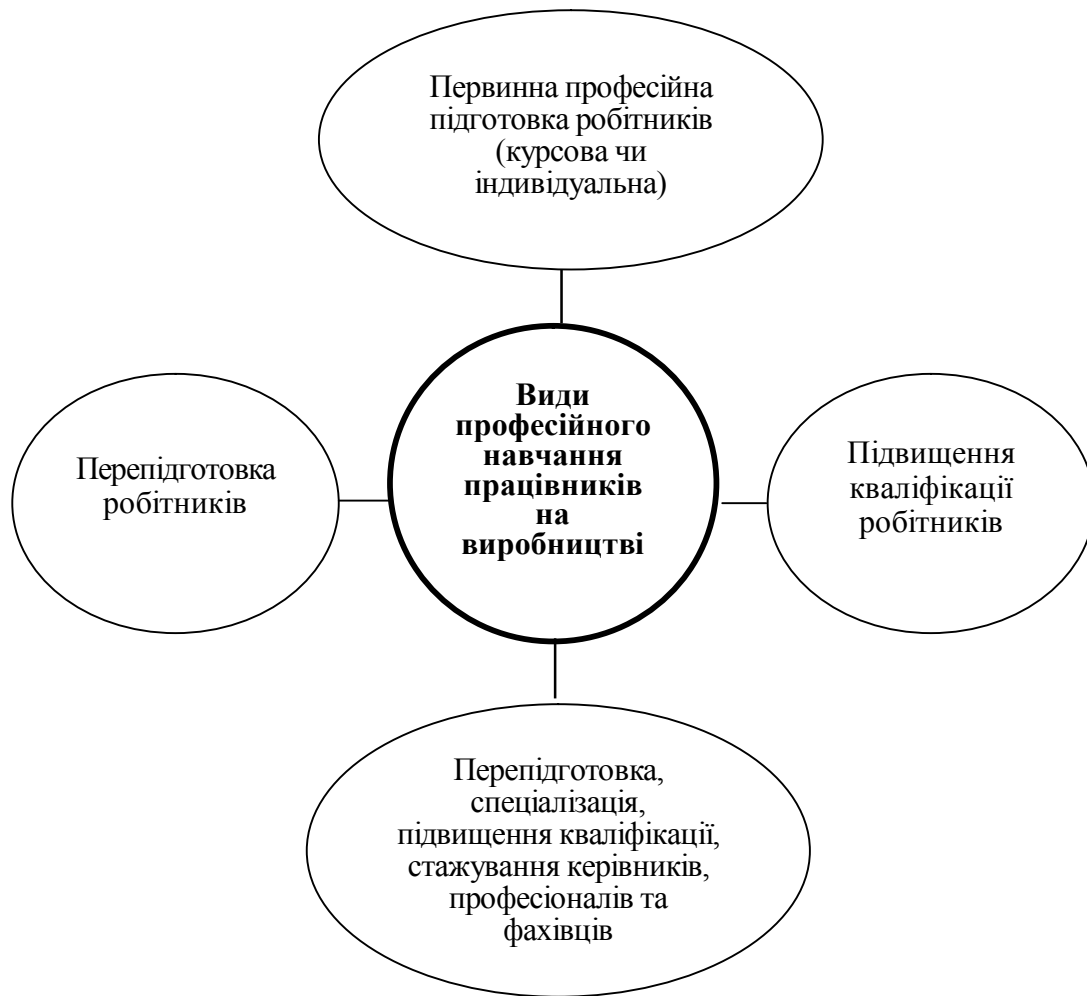 Первинна професійна
підготовка робітників
(курсова чи
індивідуальна)
Перепідготовка
робітників
Види
професійного
навчання
працівників
на
виробництві
Підвищення
кваліфікації
робітників
Перепідготовка,
спеціалізація,
підвищення кваліфікації,
стажування керівників,
професіоналів та
фахівців